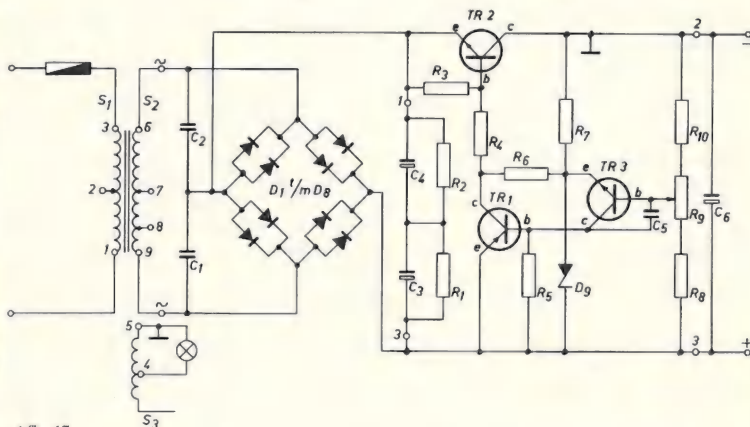 TR 2
e
c
b
2
−
R3
1
S1
S2
3
6
C2
R4
R7
R10
R6
TR 3
e
b
c
C4
R2
2
7
D1 t/m D8
c
TR1
b
e
C5
R9
C6
8
1
9
C1
C3
R1
R5
D9
R8
3
3
+
5
4
S3